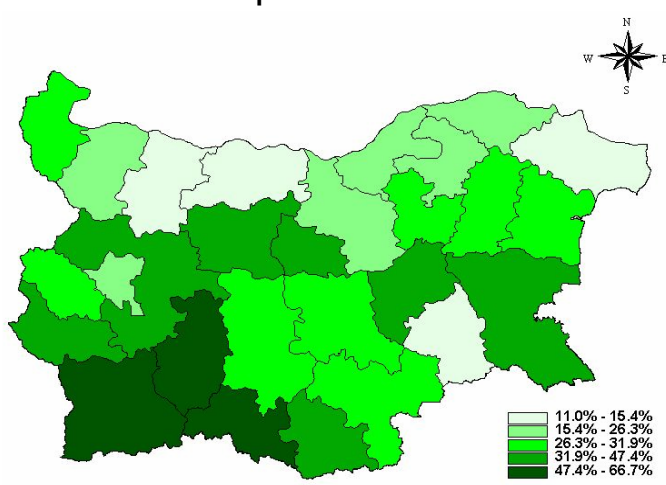 N
W E
S
11.0% - 15.4%
15.4% - 26.3%
26.3% - 31.9%
31.9% - 47.4%
47.4% - 66.7%